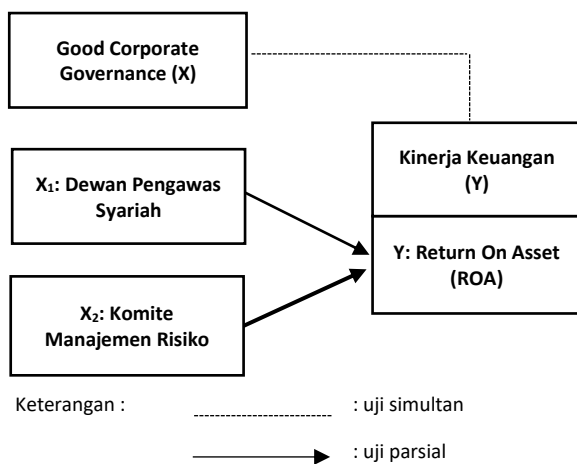 Good Corporate
Governance (X)
Kinerja Keuangan
(Y)
X₁: Dewan Pengawas
Syariah
Y: Return On Asset
(ROA)
X₂: Komite
Manajemen Risiko
Keterangan :
: uji simultan
: uji parsial